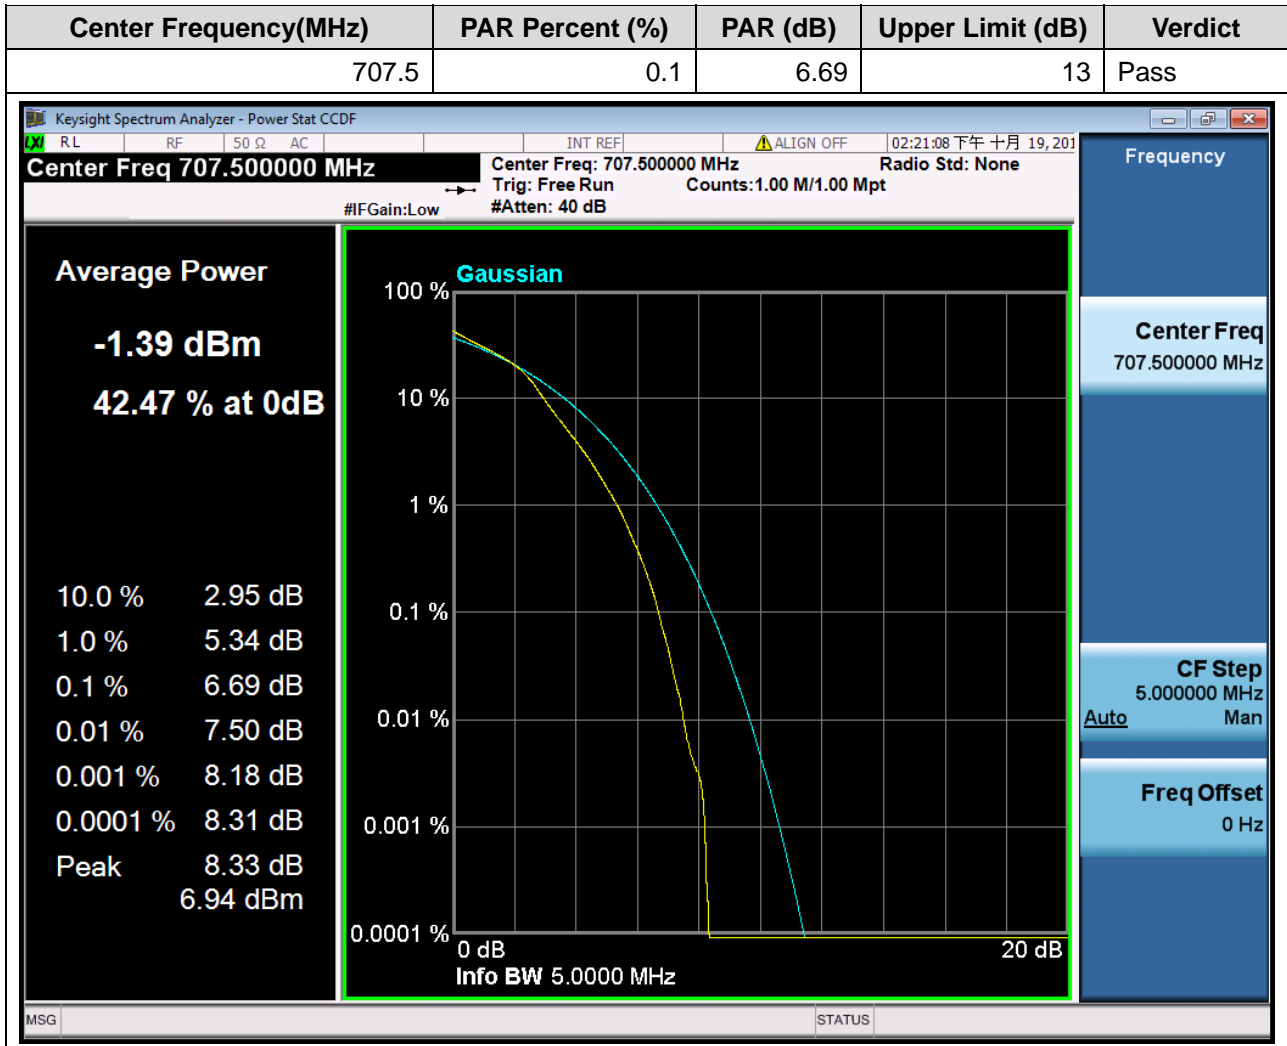 Center Frequency(MHz) PAR Percent (%) PAR (dB) Upper Limit (dB) Verdict
707.5 0.1 6.69 13 Pass
Keysight Spectrum Analyzer - Power Stat CCDF
LXI RL RF 50 Ω AC INT REF ALIGN OFF 02:21:08 下午 十月 19, 201
Center Freq 707.500000 MHz
Center Freq: 707.500000 MHz Radio Std: None
Trig: Free Run Counts:1.00 M/1.00 Mpt
#IFGain:Low #Atten: 40 dB
Average Power
-1.39 dBm
42.47 % at 0dB
10.0 % 2.95 dB
1.0 % 5.34 dB
0.1 % 6.69 dB
0.01 % 7.50 dB
0.001 % 8.18 dB
0.0001 % 8.31 dB
Peak 8.33 dB
6.94 dBm
Gaussian
100 %
10 %
1 %
0.1 %
0.01 %
0.001 %
0.0001 %
0 dB 20 dB
Info BW 5.0000 MHz
Frequency
Center Freq
707.500000 MHz
CF Step
5.000000 MHz
Auto Man
Freq Offset
0 Hz
MSG STATUS